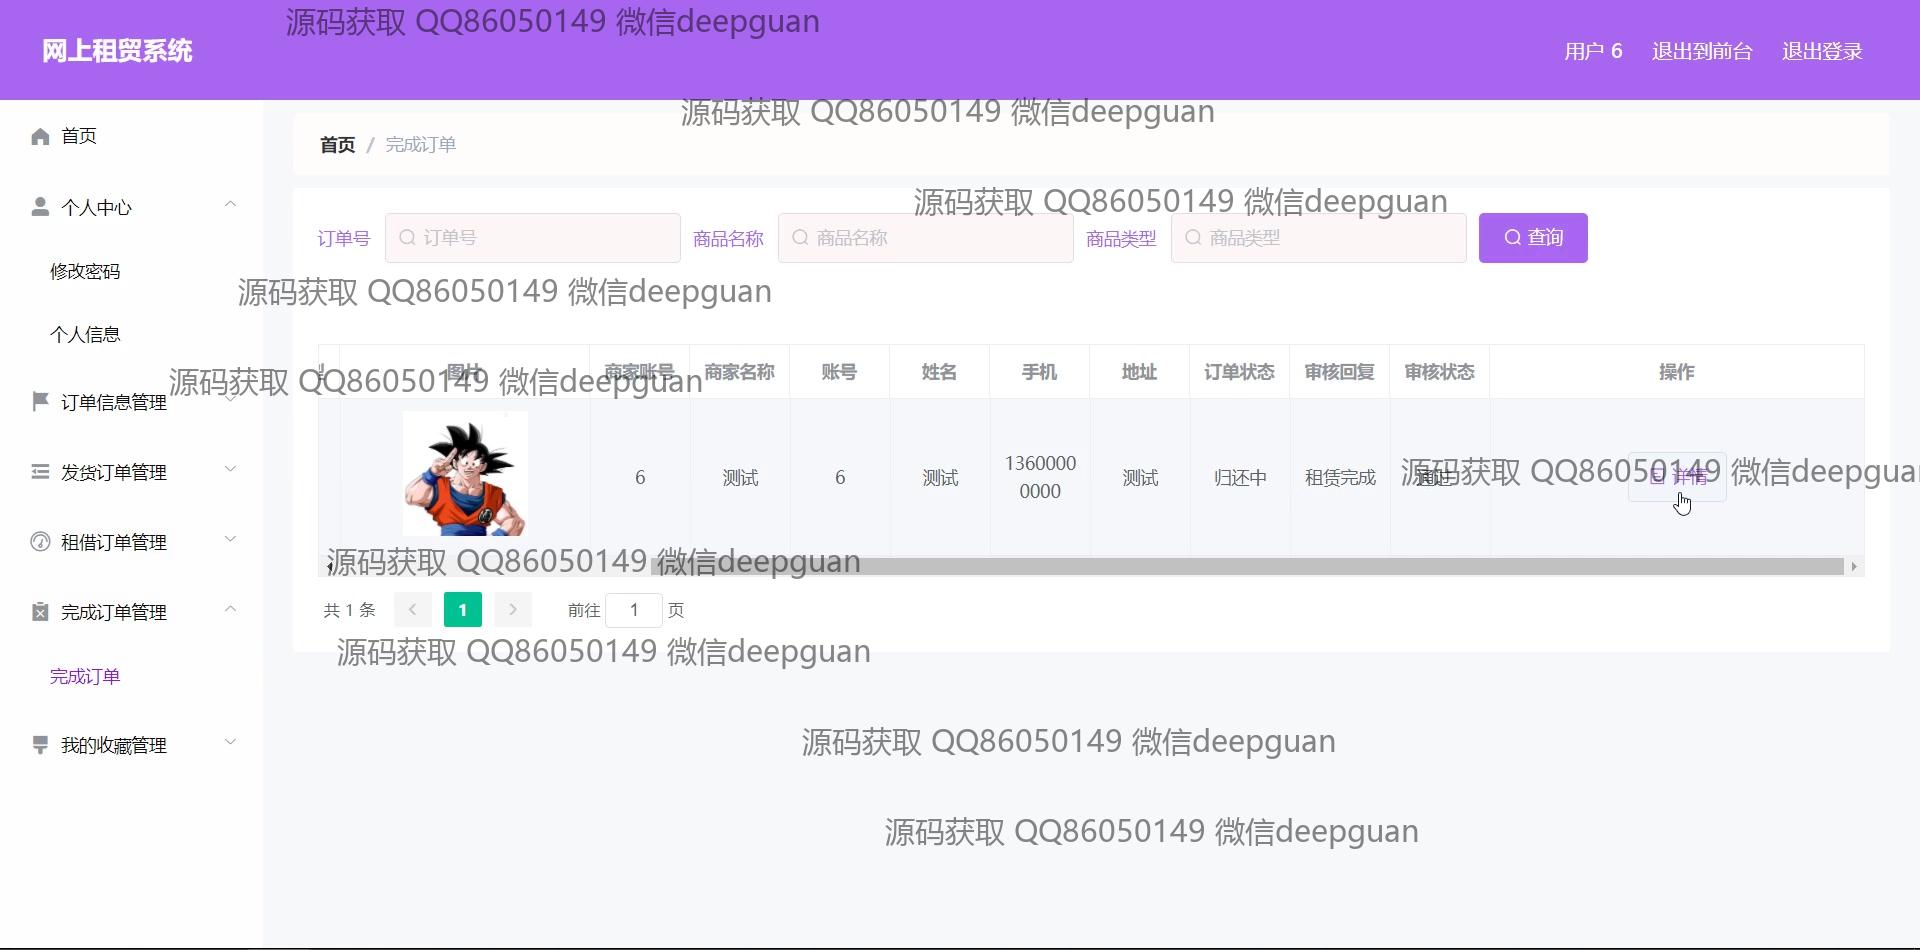 源码获取 QQ86050149 微信deepguan
网上租贸系统
用户 6 退出到前台 退出登录
源码获取 QQ86050149 微信deepguan
首页
首页 / 完成订单
个人中心
源码获取 QQ86050149 微信deepguan
订单号 订单号 商品名称 商品名称 商品类型 商品类型 查询
修改密码
源码获取 QQ86050149 微信deepguan
个人信息
图片 商家账号 商家名称 账号 姓名 手机 地址 订单状态 审核回复 审核状态 操作
源码获取 QQ86050149 微信deepguan
订单信息管理
6 测试 6 测试 1360000 测试 归还中 租赁完成 通过 详情
0000
源码获取 QQ86050149 微信deepguan
发货订单管理
租借订单管理
源码获取 QQ86050149 微信deepguan
完成订单管理
共 1 条 1 前往 1 页
源码获取 QQ86050149 微信deepguan
完成订单
我的收藏管理
源码获取 QQ86050149 微信deepguan
源码获取 QQ86050149 微信deepguan